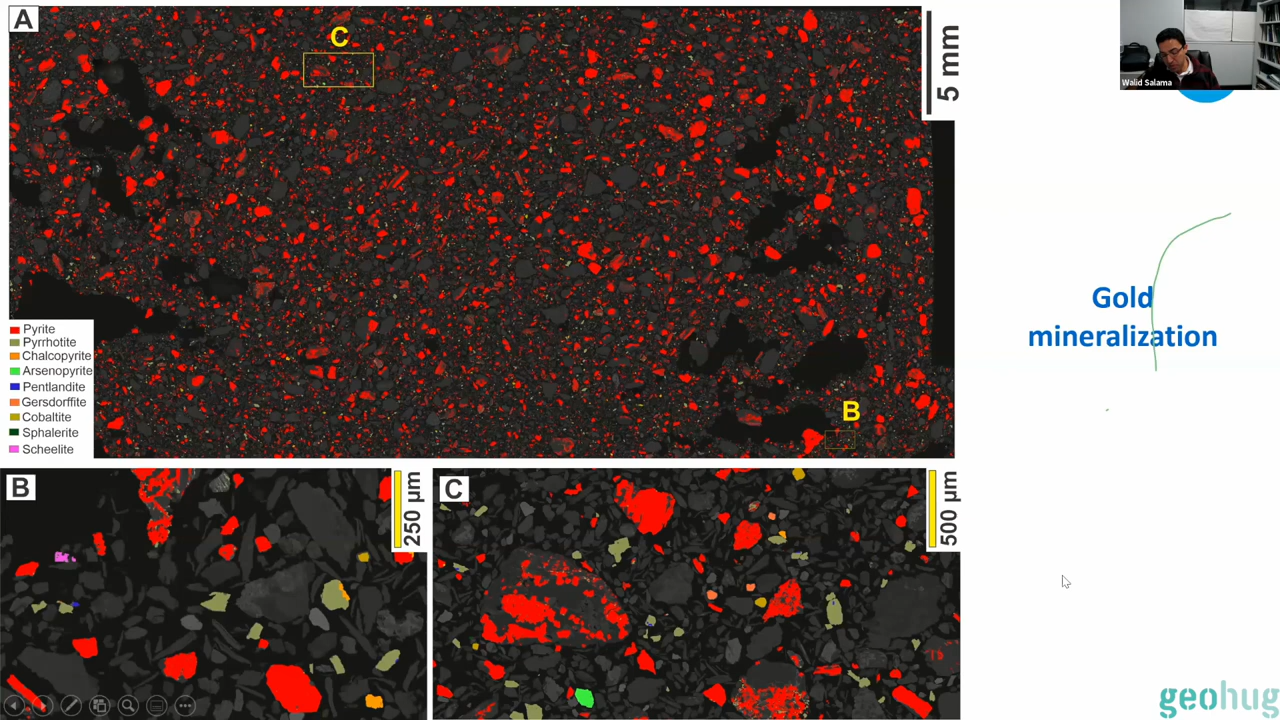 A
C
5 mm
Walid Salama
Gold
mineralization
Pyrite
Pyrrhotite
Chalcopyrite
Arsenopyrite
Pentlandite
Gersdorffite
Cobaltite
Sphalerite
Scheelite
B
B
250 µm
C
500 µm
geohug